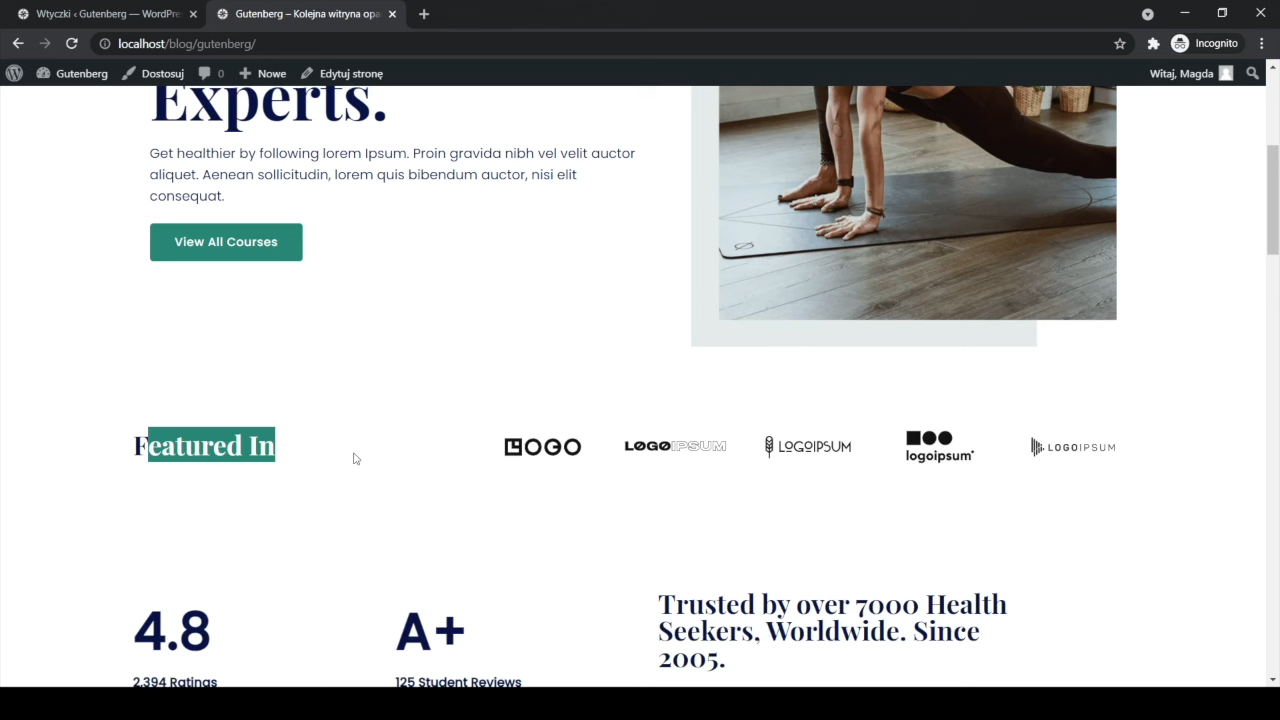 Wtyczki ‹ Gutenberg — WordPre
Gutenberg – Kolejna witryna opa
localhost/blog/gutenberg/
Incognito
Gutenberg
Dostosuj
0
Nowe
Edytuj stronę
Witaj, Magda
Experts.
Get healthier by following lorem Ipsum. Proin gravida nibh vel velit auctor
aliquet. Aenean sollicitudin, lorem quis bibendum auctor, nisi elit
consequat.
View All Courses
Featured In
LOGO
LOGOIPSUM
LOGOIPSUM
logoipsum
LOGOIPSUM
4.8
A+
Trusted by over 7000 Health
Seekers, Worldwide. Since
2005.
2,394 Ratings
125 Student Reviews